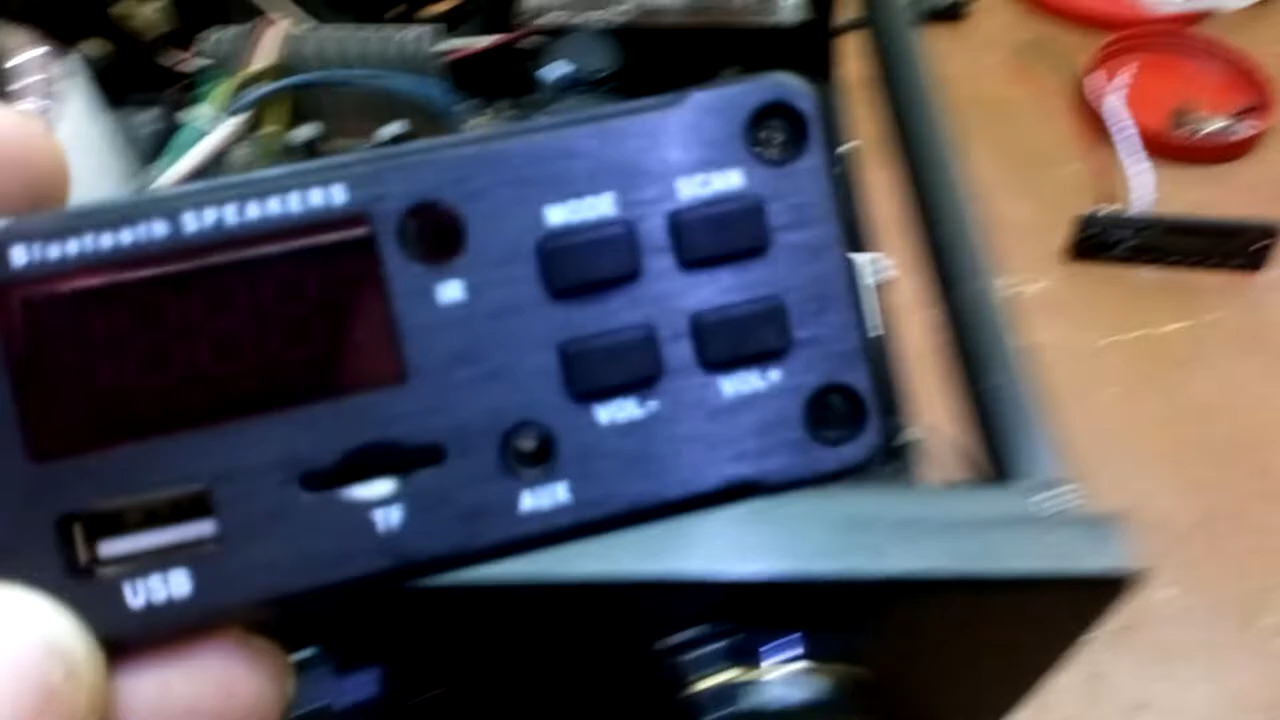 Bluetooth SPEAKERS
IR
MODE
SCAN
VOL-
VOL+
USB
TF
AUX